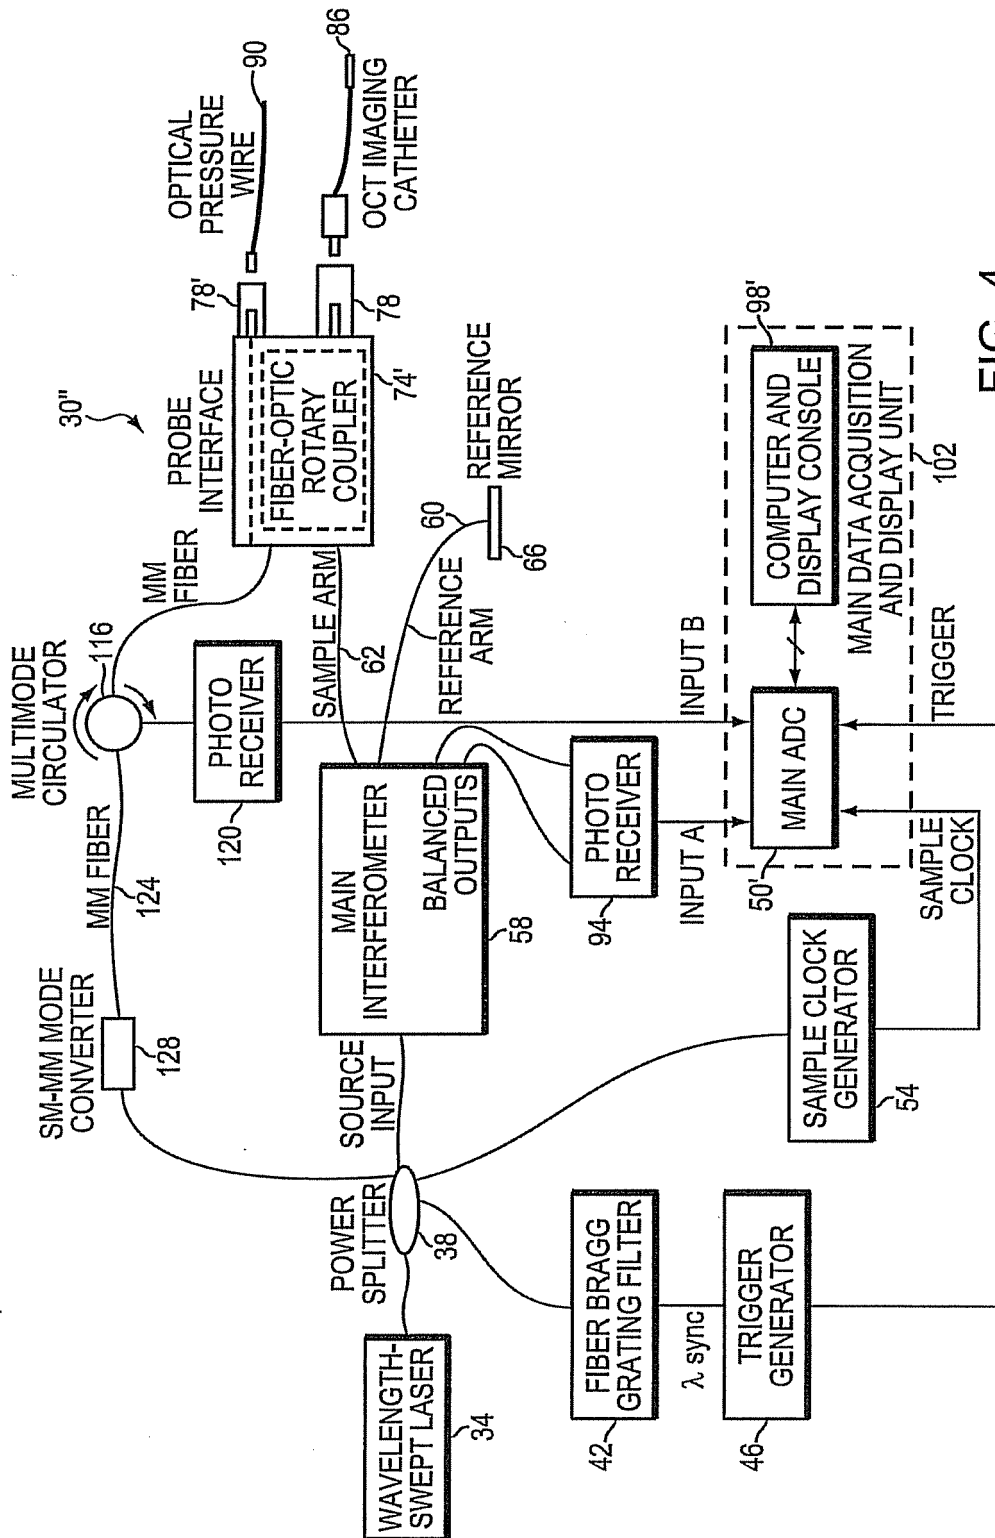 30"
OPTICAL
PRESSURE
WIRE
90
86
OCT IMAGING
CATHETER
78'
78
PROBE
INTERFACE
FIBER-OPTIC
ROTARY
COUPLER
74'
MM
FIBER
MULTIMODE
CIRCULATOR
116
PHOTO
RECEIVER
120
MM FIBER
124
SM-MM MODE
CONVERTER
128
SAMPLE ARM
62
REFERENCE
ARM
60
REFERENCE
MIRROR
66
MAIN
INTERFEROMETER
BALANCED
OUTPUTS
58
SOURCE
INPUT
POWER
SPLITTER
38
WAVELENGTH-
SWEPT LASER
34
PHOTO
RECEIVER
94
INPUT A
INPUT B
MAIN ADC
50'
COMPUTER AND
DISPLAY CONSOLE
98'
MAIN DATA ACQUISITION
AND DISPLAY UNIT
102
SAMPLE
CLOCK
TRIGGER
SAMPLE CLOCK
GENERATOR
54
FIBER BRAGG
GRATING FILTER
42
λ sync
TRIGGER
GENERATOR
46